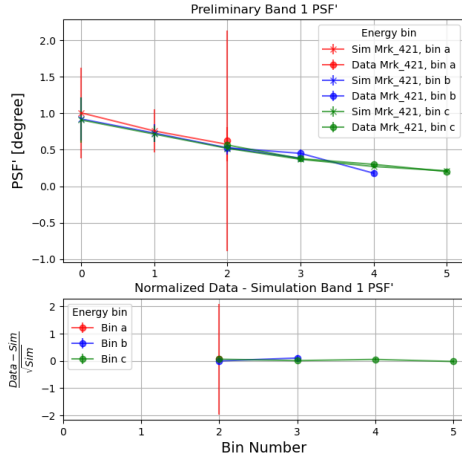 Preliminary Band 1 PSF'
PSF' [degree]
2.0
1.5
1.0
0.5
0.0
−0.5
−1.0
Energy bin
Sim Mrk_421, bin a
Data Mrk_421, bin a
Sim Mrk_421, bin b
Data Mrk_421, bin b
Sim Mrk_421, bin c
Data Mrk_421, bin c
0 1 2 3 4 5
Normalized Data - Simulation Band 1 PSF'
Data − Sim
√Sim
2
1
0
−1
−2
Energy bin
Bin a
Bin b
Bin c
0 1 2 3 4 5
Bin Number